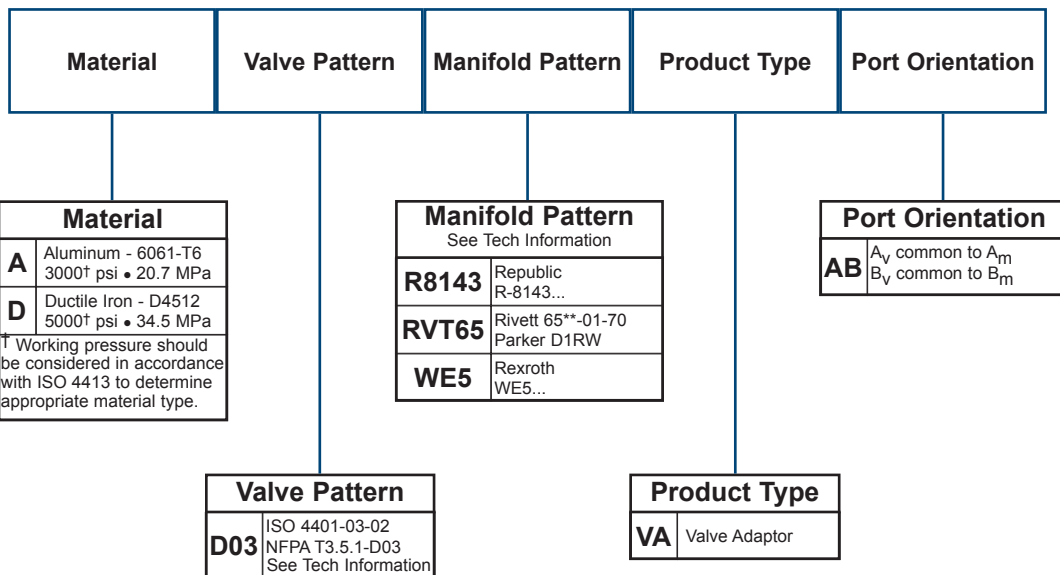 Material
Valve Pattern
Manifold Pattern
Product Type
Port Orientation
Material
A
Aluminum - 6061-T6
3000† psi • 20.7 MPa
D
Ductile Iron - D4512
5000† psi • 34.5 MPa
† Working pressure should
be considered in accordance
with ISO 4413 to determine
appropriate material type.
Manifold Pattern
See Tech Information
R8143
Republic
R-8143...
RVT65
Rivett 65**-01-70
Parker D1RW
WE5
Rexroth
WE5...
Port Orientation
AB
Av common to Am
Bv common to Bm
Valve Pattern
D03
ISO 4401-03-02
NFPA T3.5.1-D03
See Tech Information
Product Type
VA
Valve Adaptor